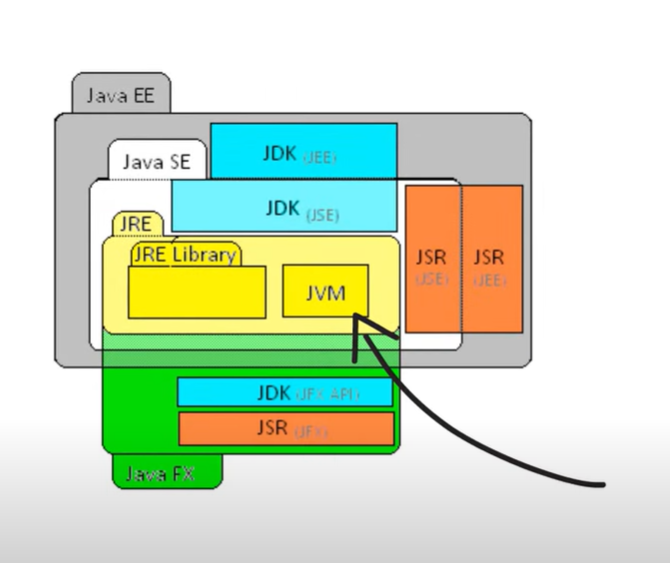 Java EE
JDK (JEE)
Java SE
JDK (JSE)
JRE
JRE Library
JVM
JSR
(JSE)
JSR
(JEE)
JDK (JFX API)
JSR (JFX)
Java FX